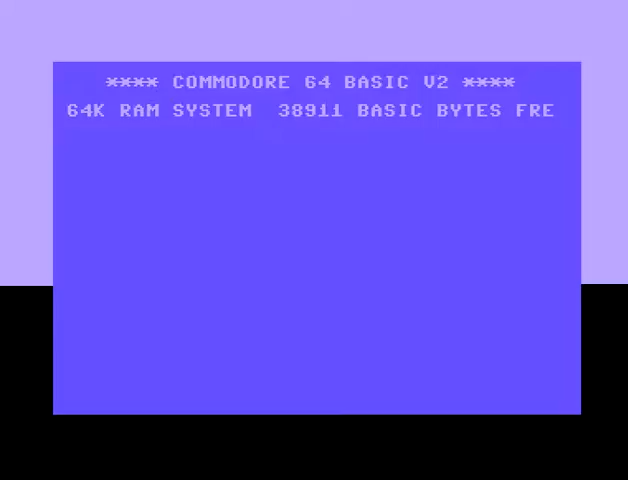 **** COMMODORE 64 BASIC V2 ****
64K RAM SYSTEM  38911 BASIC BYTES FRE